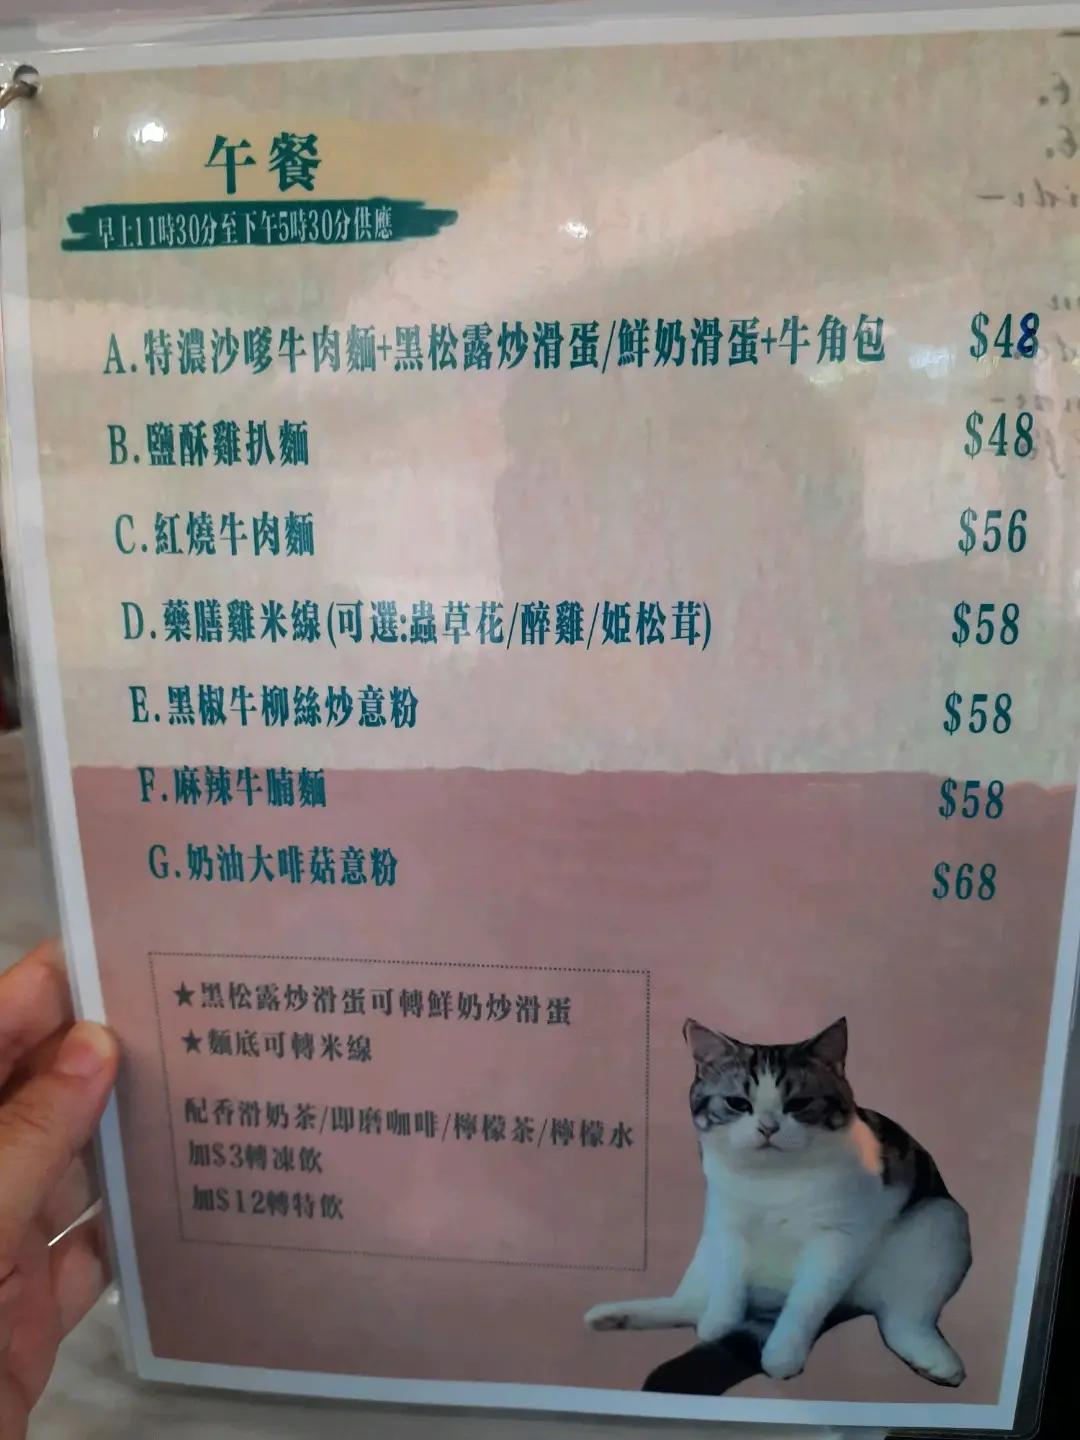 午餐
早上11時30分至下午5時30分供應
A.特濃沙嗲牛肉麵+黑松露炒滑蛋/鮮奶滑蛋+牛角包 $48
B.鹽酥雞扒麵 $48
C.紅燒牛肉麵 $56
D.藥膳雞米線(可選:蟲草花/醉雞/姬松茸) $58
E.黑椒牛柳絲炒意粉 $58
F.麻辣牛腩麵 $58
G.奶油大啡菇意粉 $68
★黑松露炒滑蛋可轉鮮奶炒滑蛋
★麵底可轉米線
配香滑奶茶/即磨咖啡/檸檬茶/檸檬水
加$3轉凍飲
加$12轉特飲